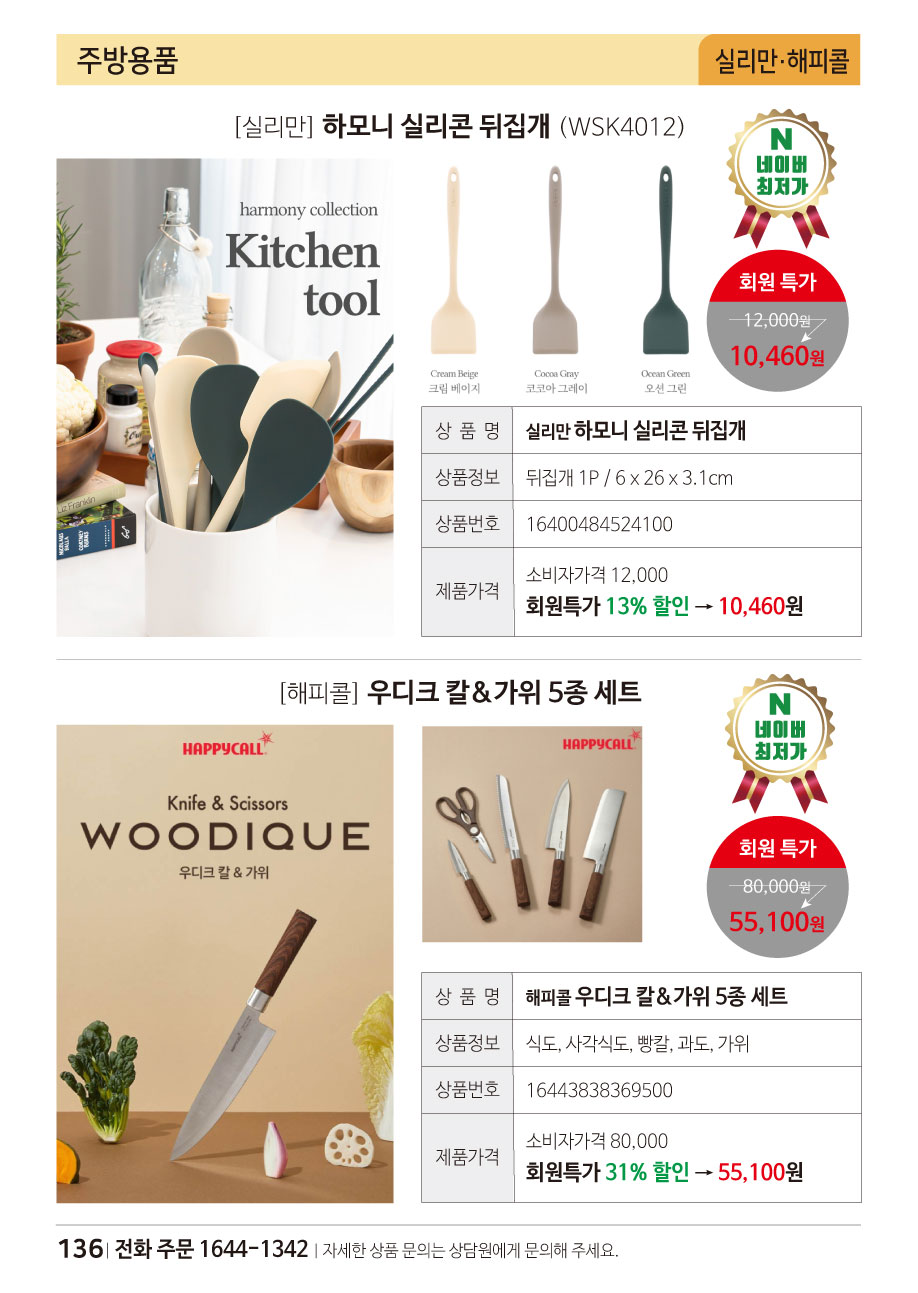 주방용품
실리만·해피콜
[실리만] 하모니 실리콘 뒤집개 (WSK4012)
harmony collection
Kitchen
tool
Liz Franklin
NICOLAUS BALLA
CORTNEY BURNS
Cream Beige
크림 베이지
Cocoa Gray
코코아 그레이
Ocean Green
오션 그린
N
네이버
최저가
회원 특가
12,000원
10,460원
상 품 명
실리만 하모니 실리콘 뒤집개
상품정보
뒤집개 1P / 6 x 26 x 3.1cm
상품번호
16400484524100
제품가격
소비자가격 12,000
회원특가 13% 할인 → 10,460원
[해피콜] 우디크 칼&가위 5종 세트
HAPPYCALL
Knife & Scissors
WOODIQUE
우디크 칼 & 가위
HAPPYCALL
N
네이버
최저가
회원 특가
80,000원
55,100원
상 품 명
해피콜 우디크 칼&가위 5종 세트
상품정보
식도, 사각식도, 빵칼, 과도, 가위
상품번호
16443838369500
제품가격
소비자가격 80,000
회원특가 31% 할인 → 55,100원
136 | 전화 주문 1644-1342 | 자세한 상품 문의는 상담원에게 문의해 주세요.